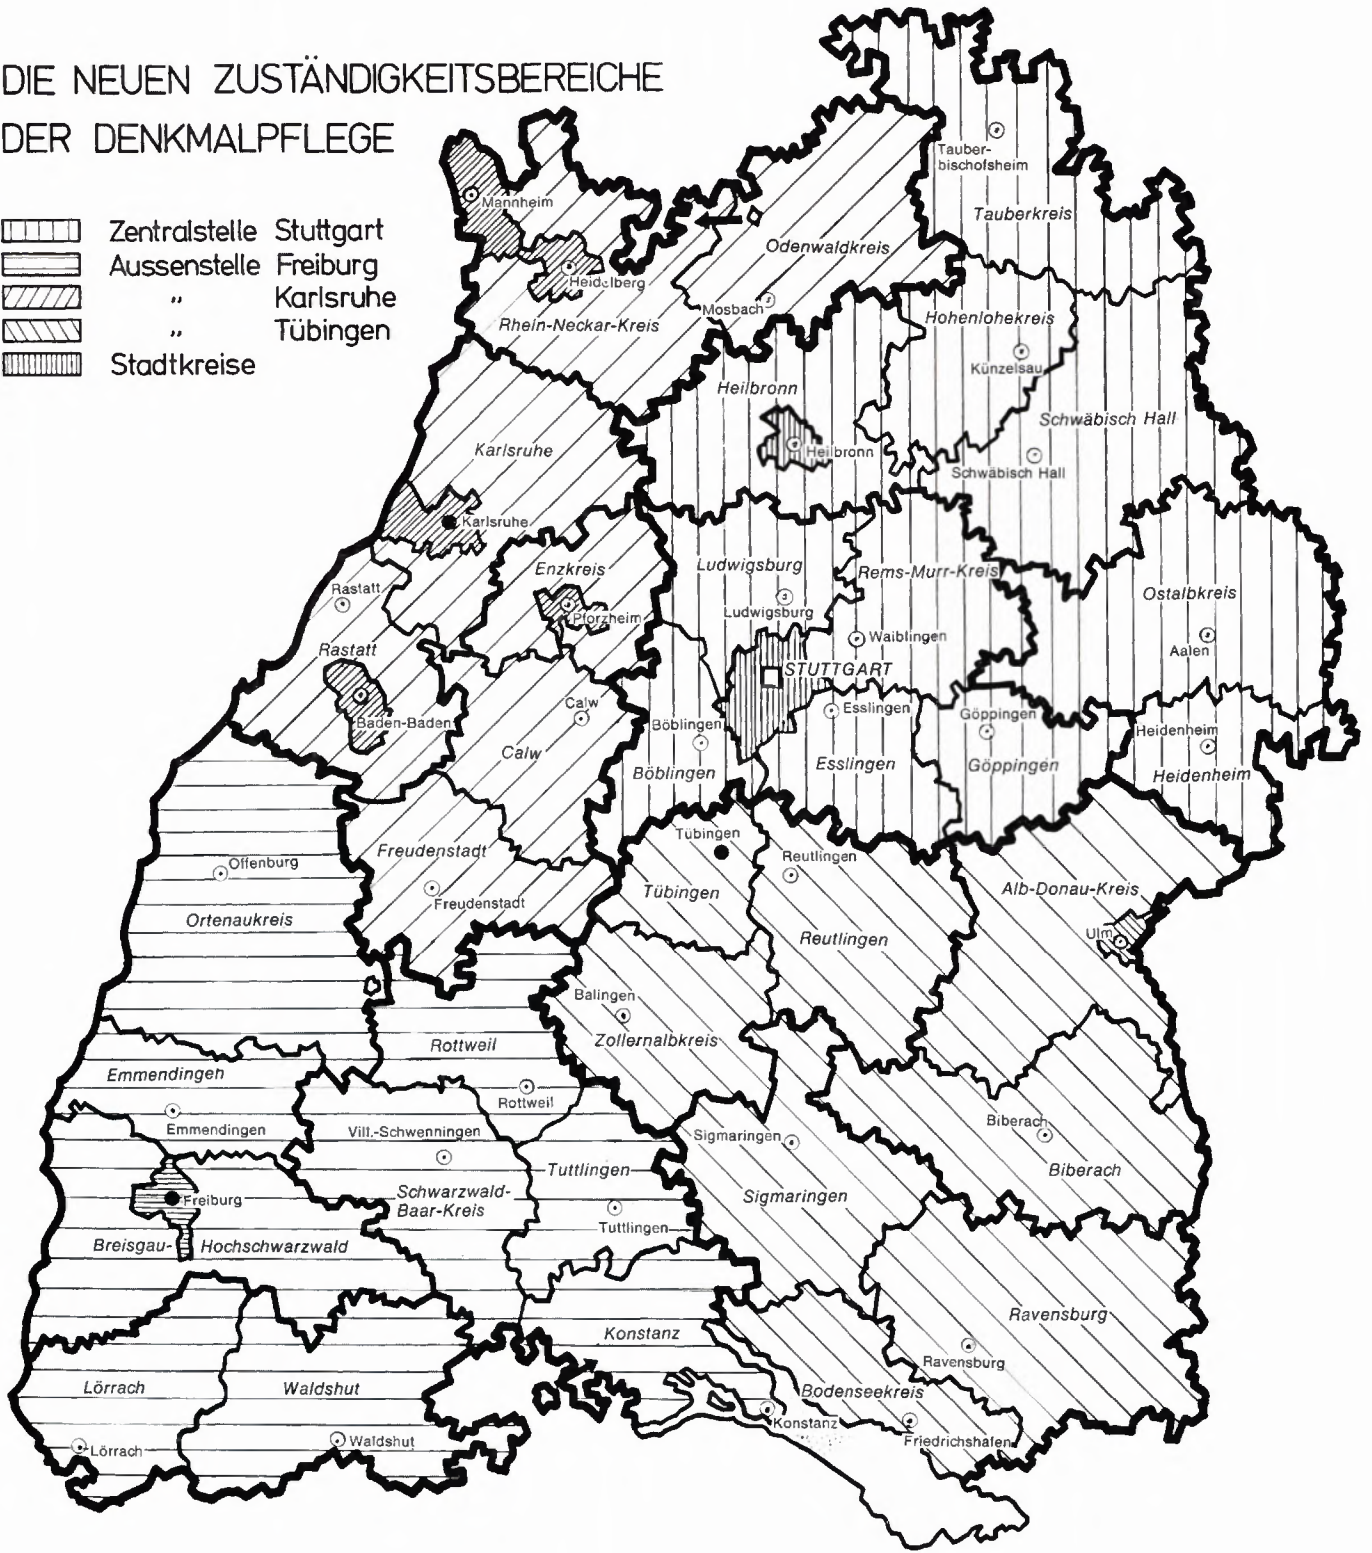 DIE NEUEN ZUSTÄNDIGKEITSBEREICHE
DER DENKMALPFLEGE
Zentralstelle Stuttgart
Aussenstelle Freiburg
„ Karlsruhe
„ Tübingen
Stadtkreise
Tauber-
bischofsheim
Tauberkreis
Mannheim
Odenwaldkreis
Heidelberg
Mosbach
Rhein-Neckar-Kreis
Hohenlohekreis
Künzelsau
Heilbronn
Heilbronn
Schwäbisch Hall
Schwäbisch Hall
Karlsruhe
Karlsruhe
Enzkreis
Pforzheim
Ludwigsburg
Ludwigsburg
Rems-Murr-Kreis
Waiblingen
Ostalbkreis
Aalen
Rastatt
Rastatt
Baden-Baden
STUTTGART
Calw
Calw
Böblingen
Böblingen
Esslingen
Esslingen
Göppingen
Göppingen
Heidenheim
Heidenheim
Offenburg
Ortenaukreis
Freudenstadt
Freudenstadt
Tübingen
Tübingen
Reutlingen
Reutlingen
Alb-Donau-Kreis
Ulm
Balingen
Zollernalbkreis
Rottweil
Rottweil
Emmendingen
Emmendingen
Vill.-Schwenningen
Schwarzwald-
Baar-Kreis
Tuttlingen
Tuttlingen
Sigmaringen
Sigmaringen
Biberach
Biberach
Freiburg
Breisgau- Hochschwarzwald
Ravensburg
Ravensburg
Konstanz
Konstanz
Bodenseekreis
Friedrichshafen
Lörrach
Lörrach
Waldshut
Waldshut